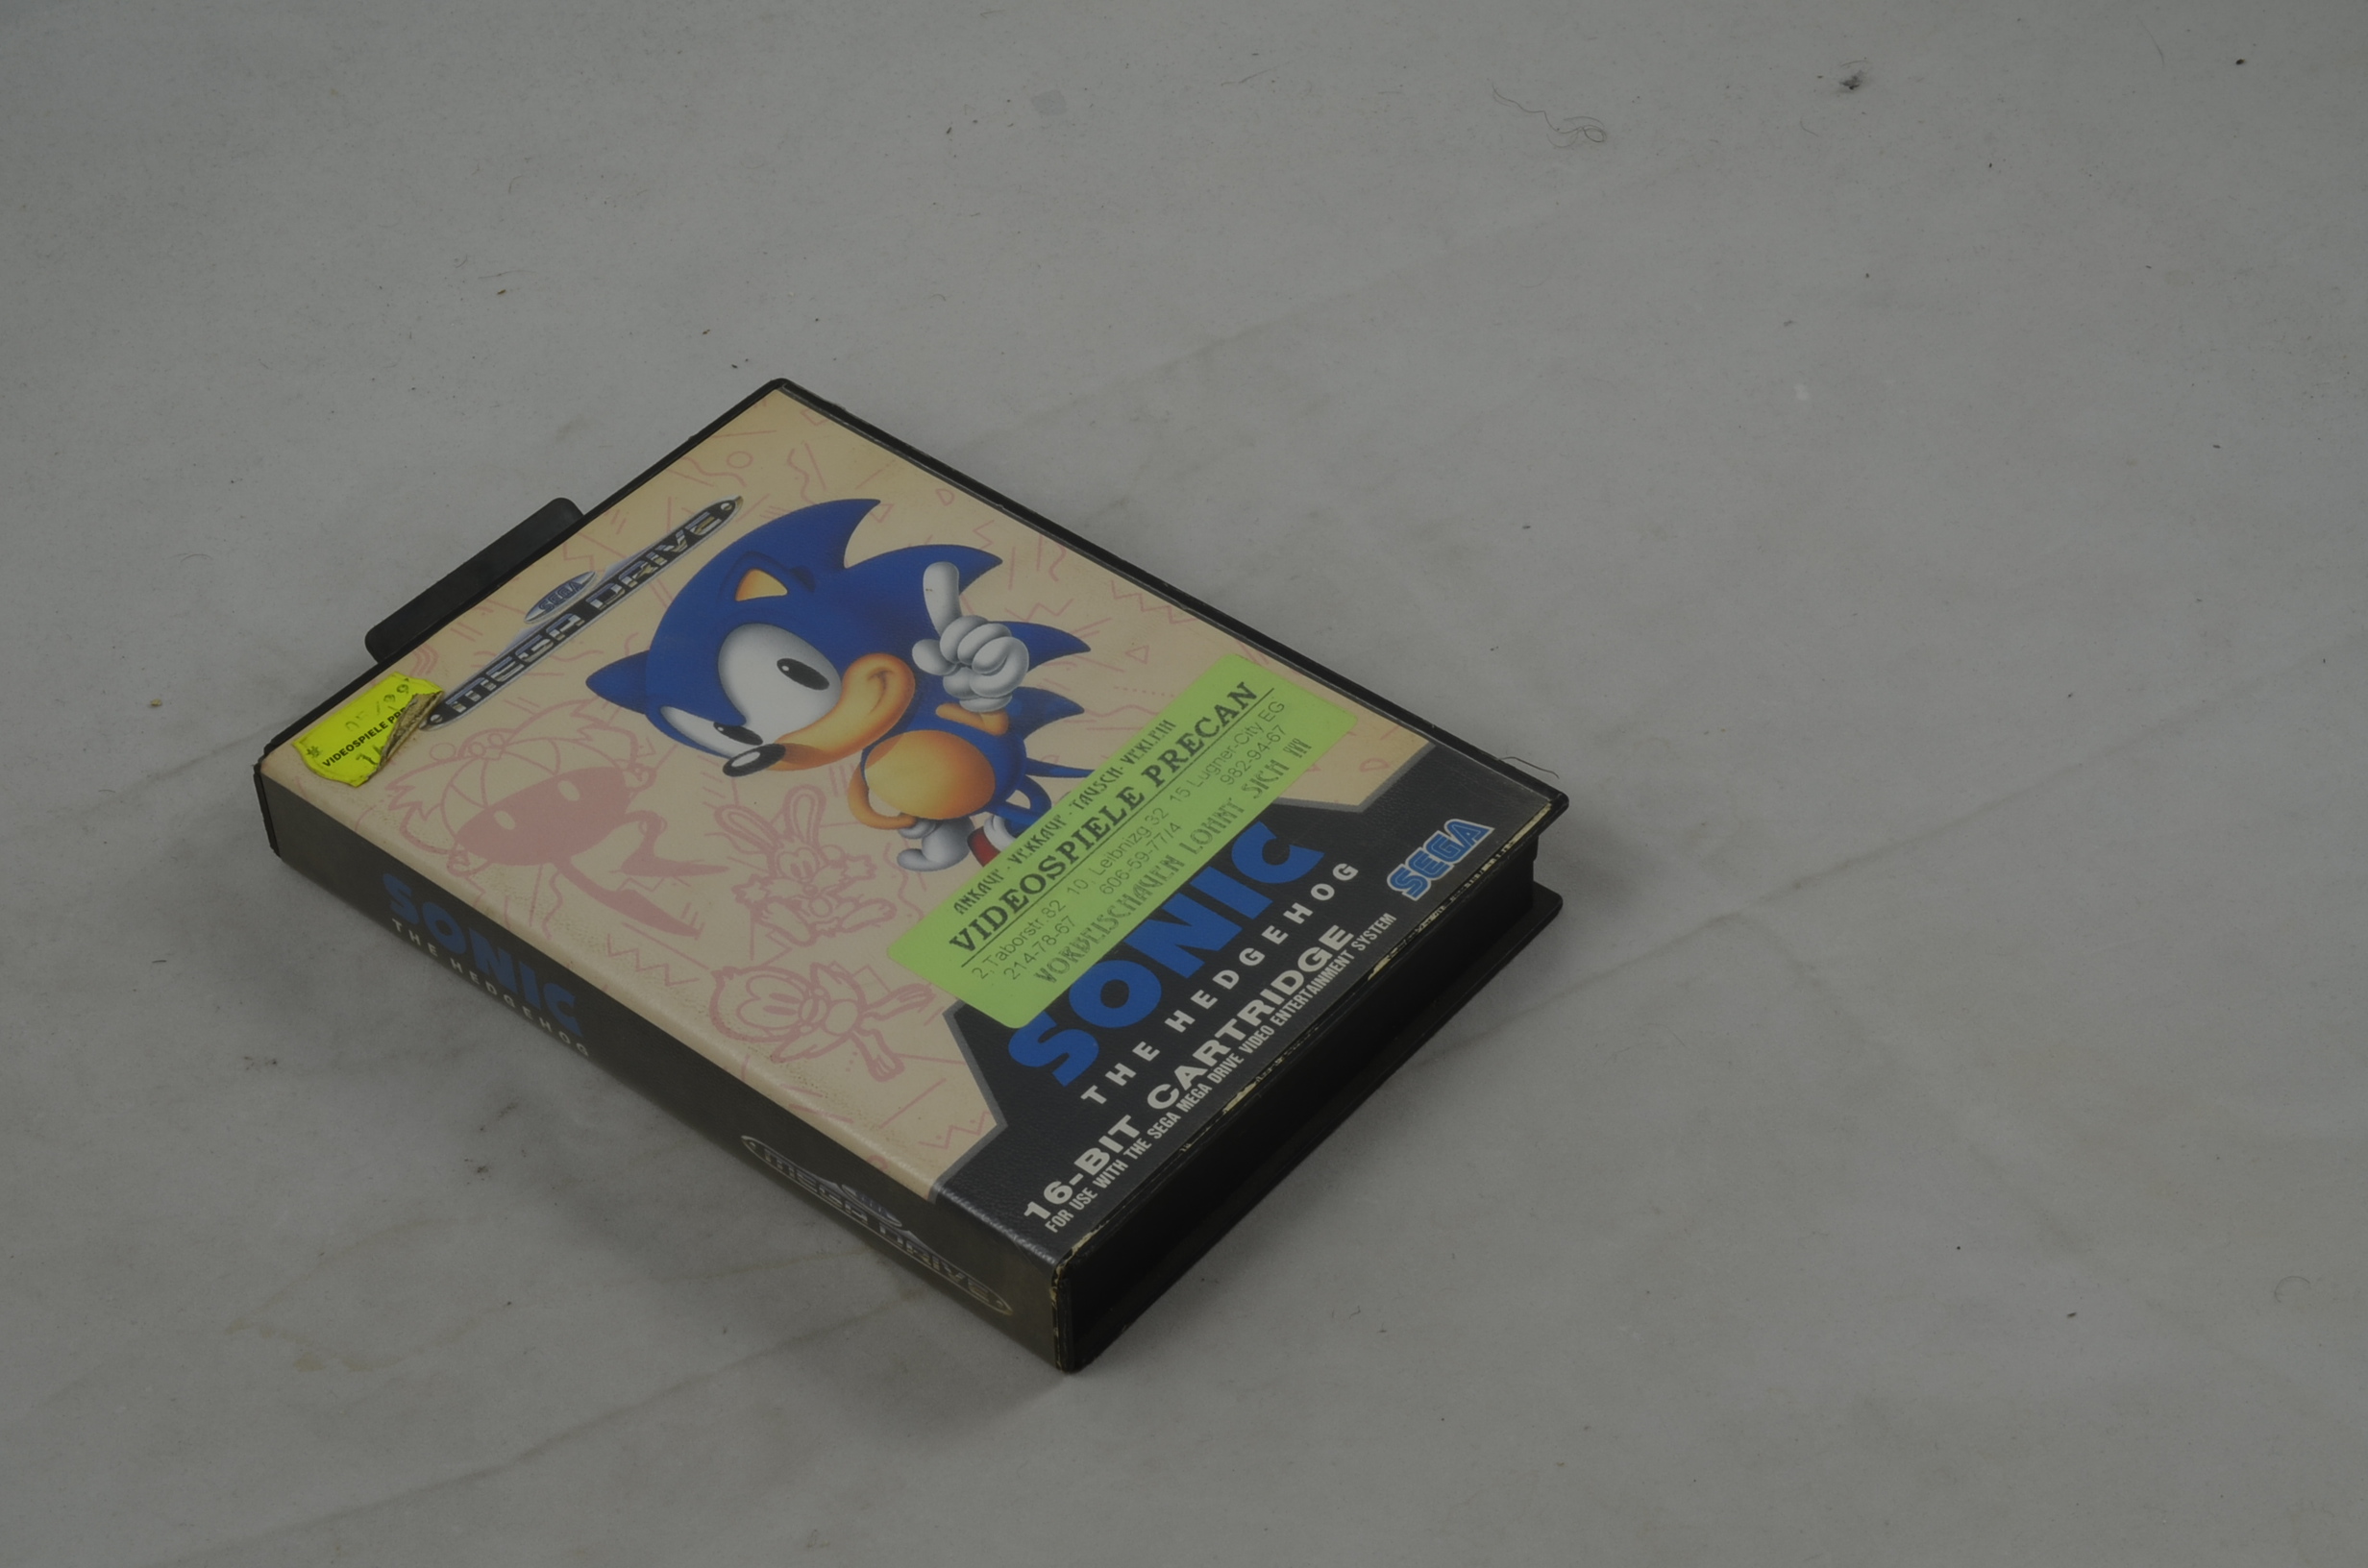 SEGA
MEGA DRIVE
VIDEOSPIELE PRE
ANKAUF - VERKAUF - TAUSCH - VERLEIH
VIDEOSPIELE PRECAN
2,Taborstr.82 10, Leibnizg 32 15 Lugner-City EG
214-78-67 606-59-77/4 982-94-67
VORBEISCHAUEN LOHNT SICH !!!
SONIC
THE HEDGEHOG
SEGA
16-BIT CARTRIDGE
FOR USE WITH THE SEGA MEGA DRIVE VIDEO ENTERTAINMENT SYSTEM
SONIC
THE HEDGEHOG
MEGA DRIVE